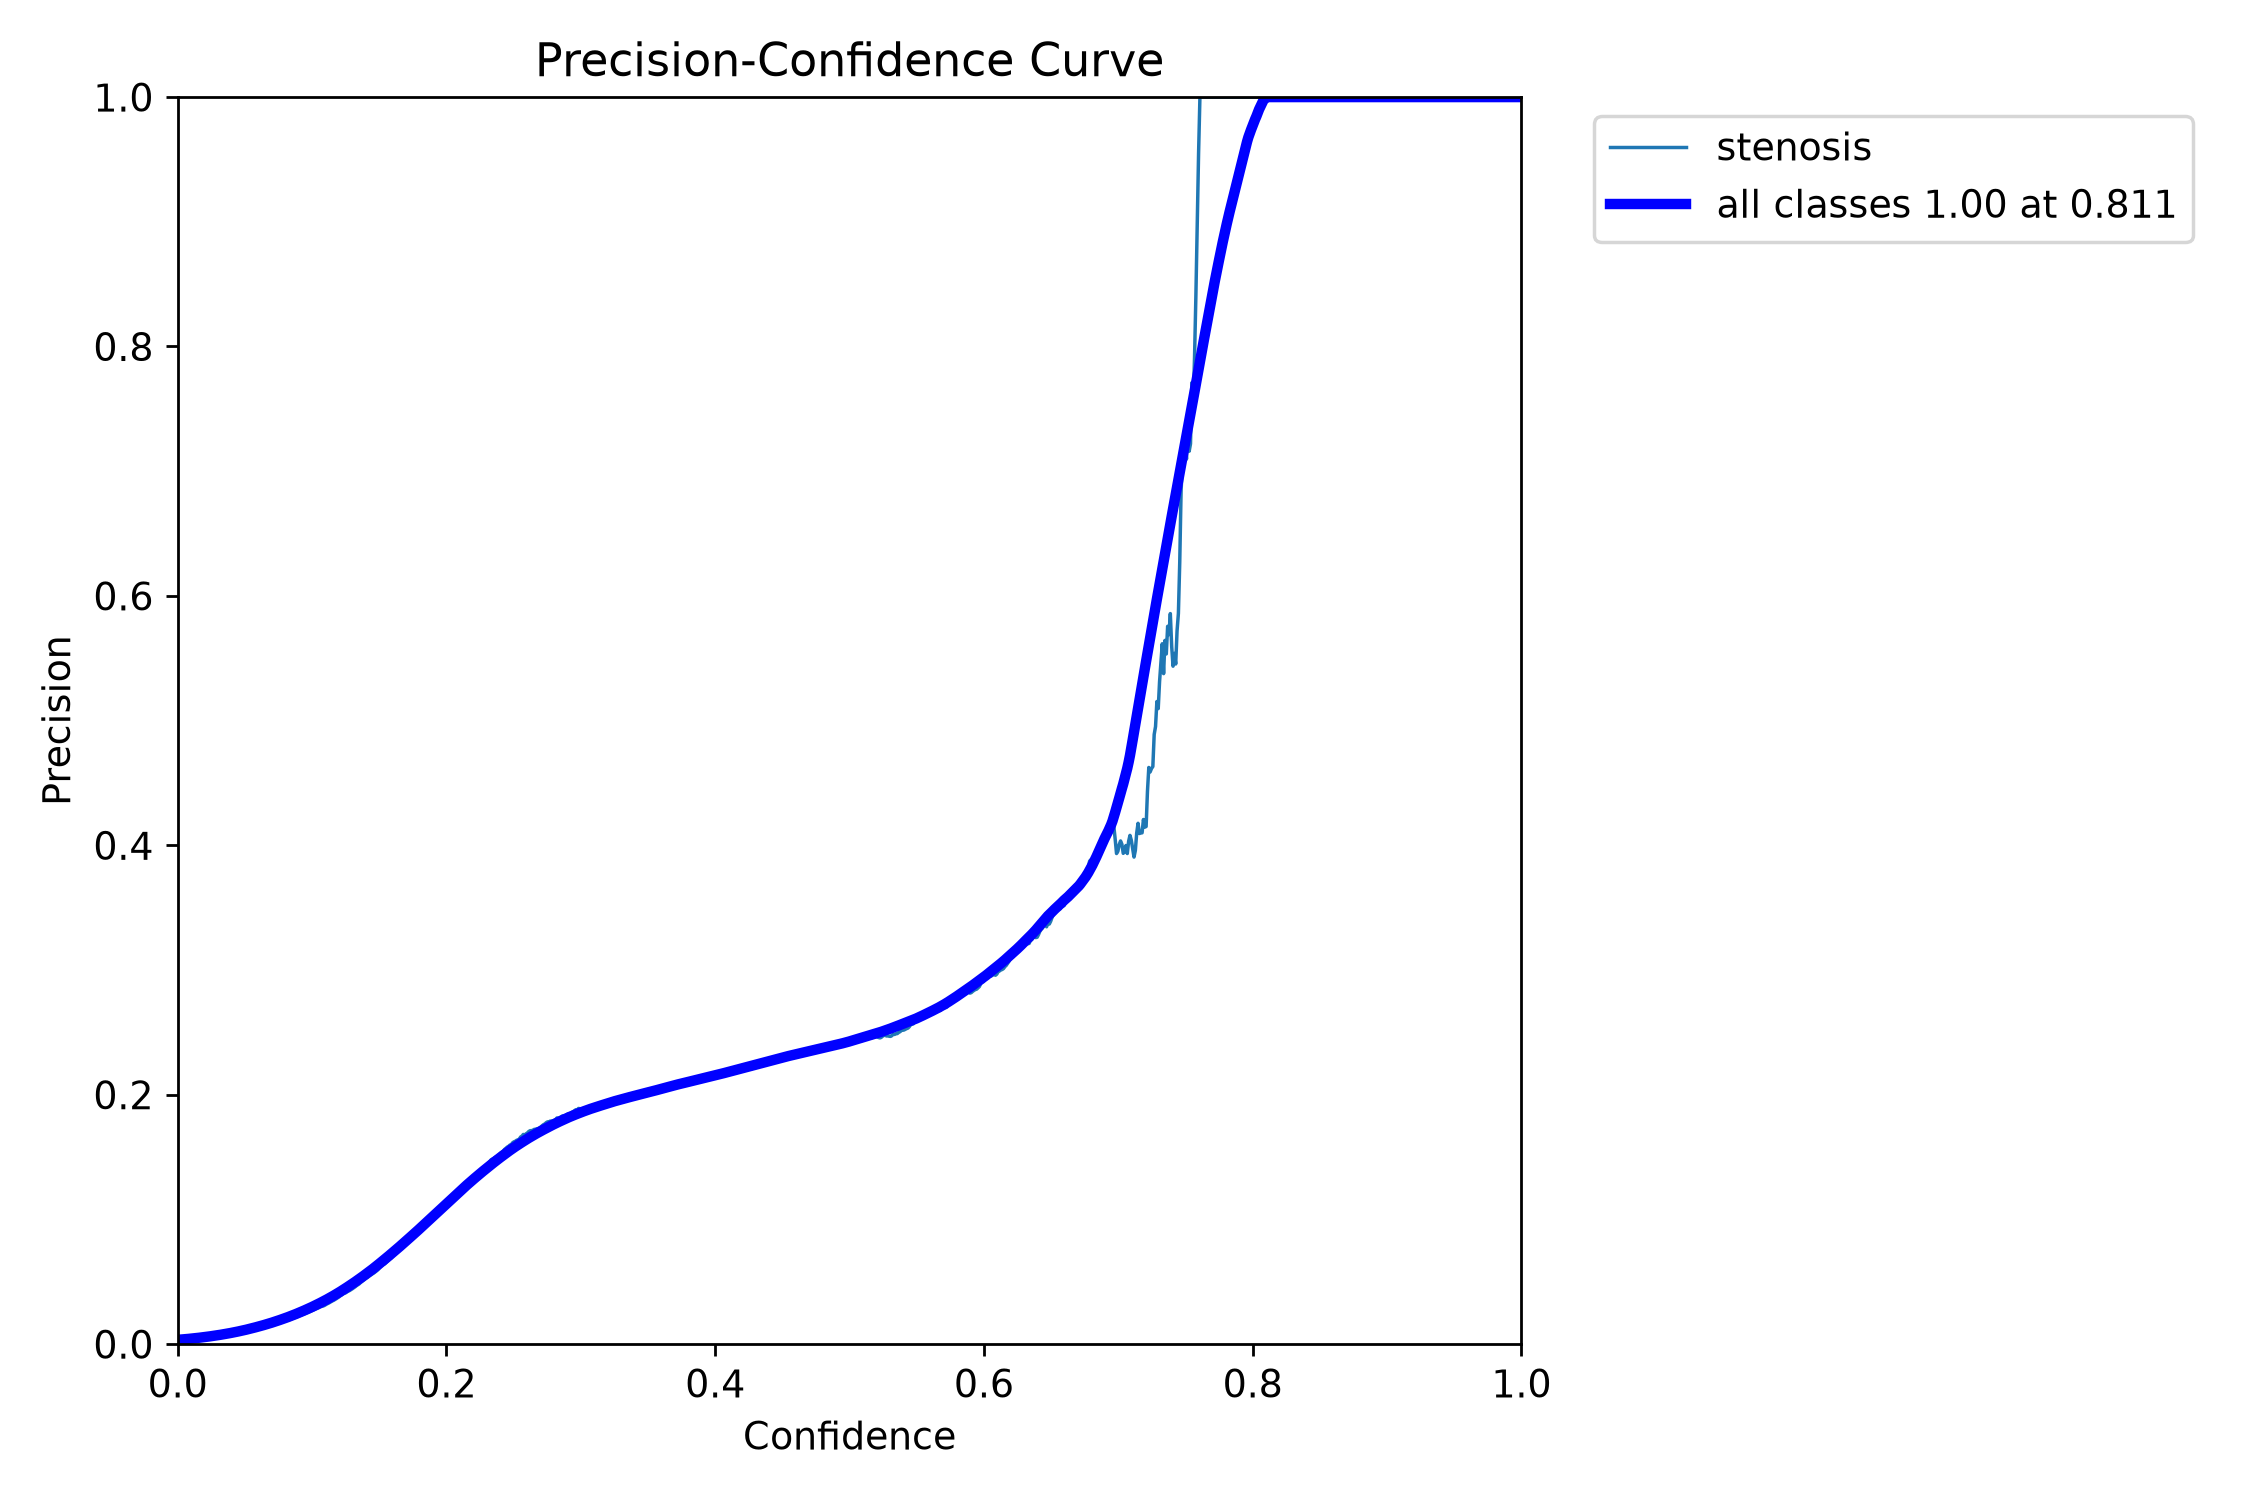 Precision-Confidence Curve
1.0
0.8
0.6
0.4
0.2
0.0
Precision
0.0 0.2 0.4 0.6 0.8 1.0
Confidence
stenosis
all classes 1.00 at 0.811